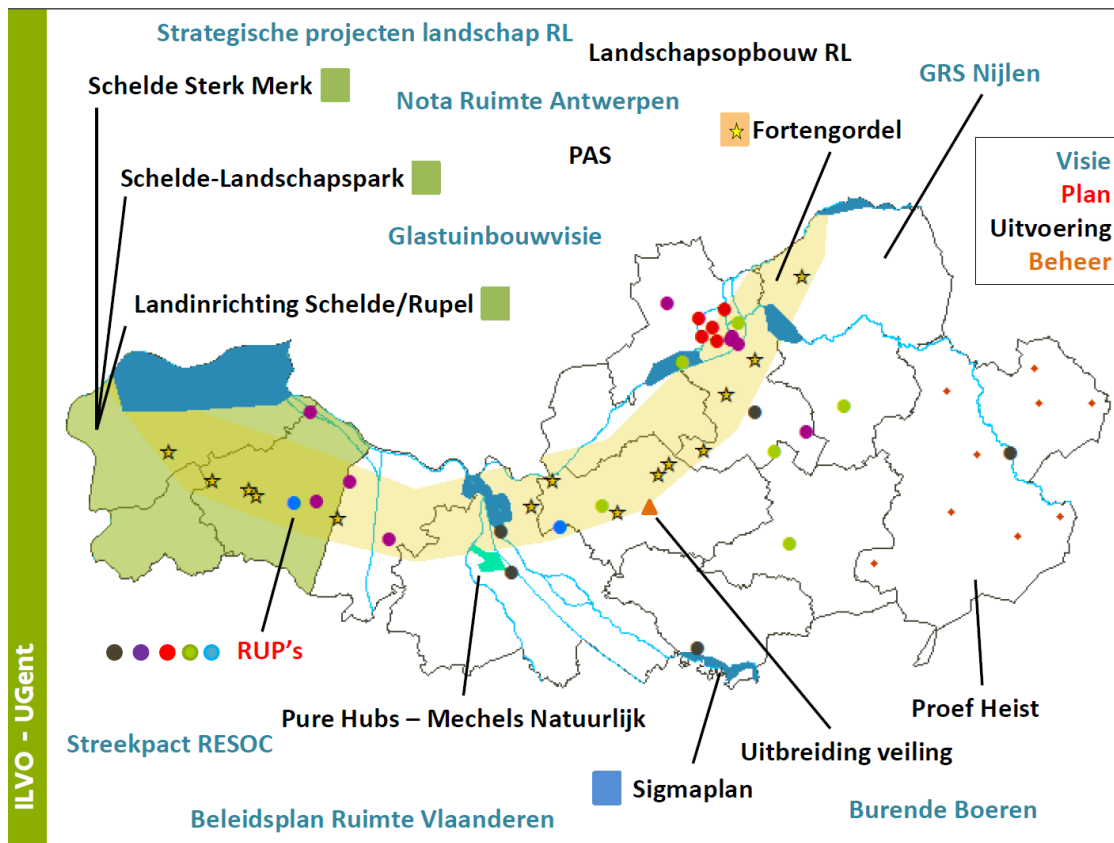 Strategische projecten landschap RL
Landschapsopbouw RL
GRS Nijlen
Schelde Sterk Merk
Nota Ruimte Antwerpen
Fortengordel
PAS
Visie
Plan
Uitvoering
Beheer
Schelde-Landschapspark
Glastuinbouwvisie
Landinrichting Schelde/Rupel
RUP's
Pure Hubs – Mechels Natuurlijk
Proef Heist
Streekpact RESOC
Uitbreiding veiling
Sigmaplan
Beleidsplan Ruimte Vlaanderen
Burende Boeren
ILVO - UGent